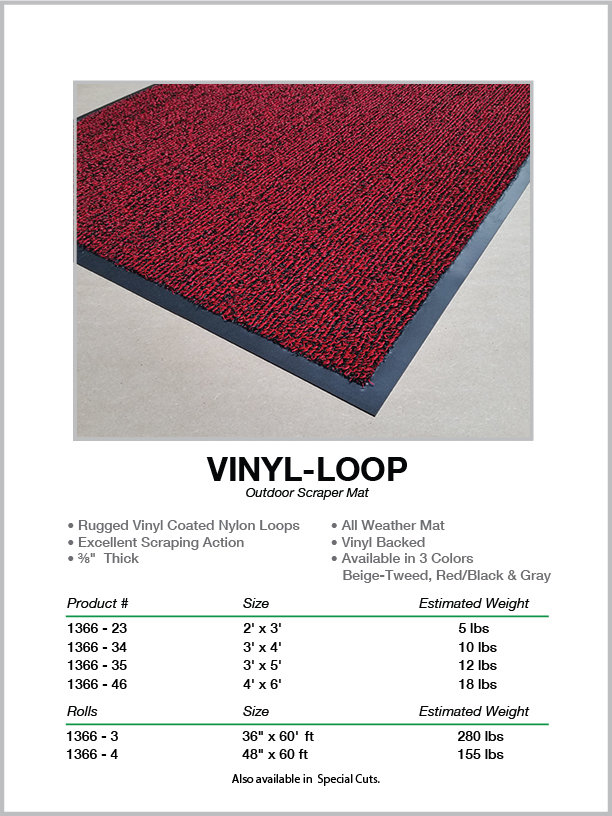 VINYL-LOOP
Outdoor Scraper Mat
• Rugged Vinyl Coated Nylon Loops
• Excellent Scraping Action
• ⅜" Thick
• All Weather Mat
• Vinyl Backed
• Available in 3 Colors
Beige-Tweed, Red/Black & Gray
Product # Size Estimated Weight
1366 - 23 2' x 3' 5 lbs
1366 - 34 3' x 4' 10 lbs
1366 - 35 3' x 5' 12 lbs
1366 - 46 4' x 6' 18 lbs
Rolls Size Estimated Weight
1366 - 3 36" x 60' ft 280 lbs
1366 - 4 48" x 60 ft 155 lbs
Also available in Special Cuts.